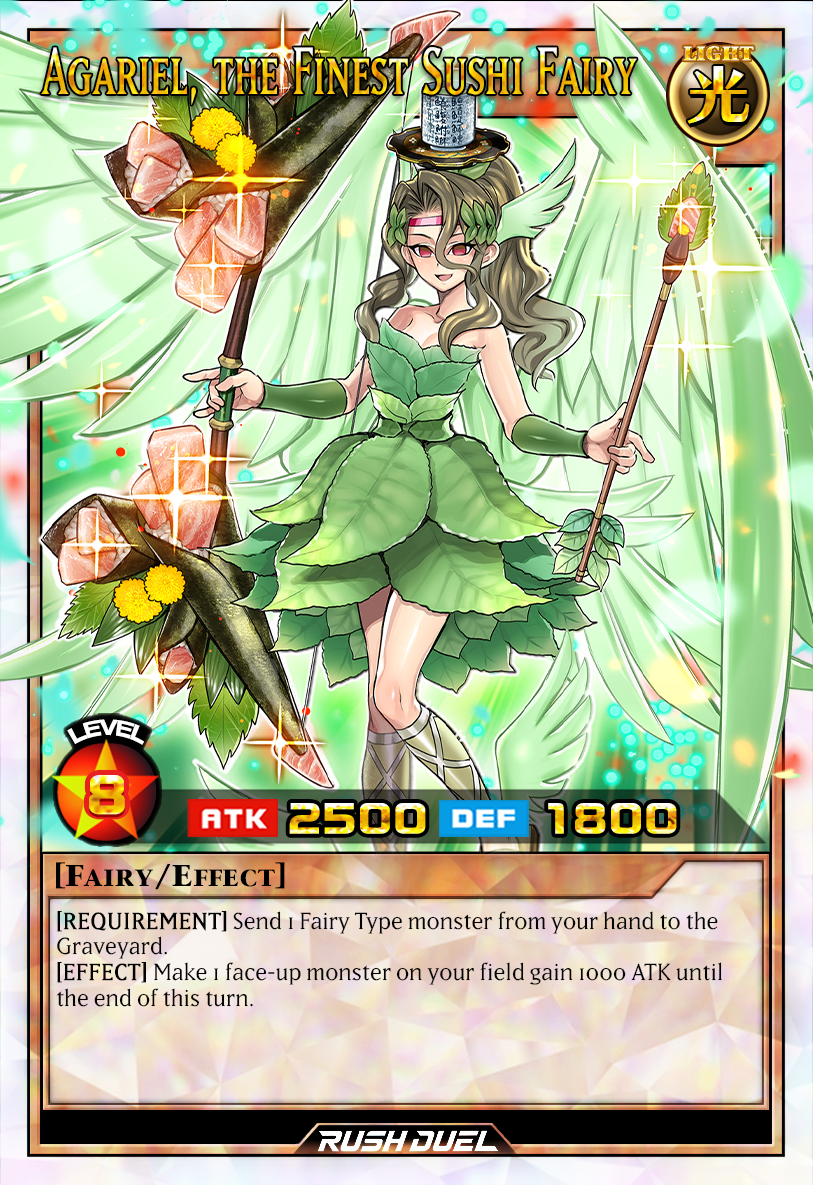 AGARIEL, THE FINEST SUSHI FAIRY
LIGHT
光
LEVEL
8
ATK 2500 DEF 1800
[FAIRY/EFFECT]
[REQUIREMENT] Send 1 Fairy Type monster from your hand to the
Graveyard.
[EFFECT] Make 1 face-up monster on your field gain 1000 ATK until
the end of this turn.
RUSH DUEL